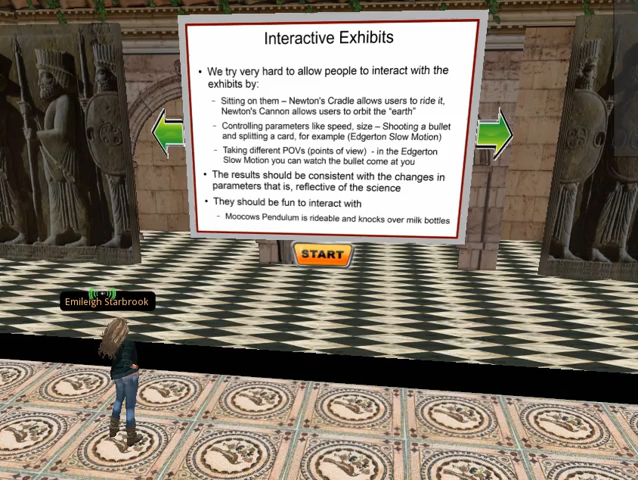 Interactive Exhibits
• We try very hard to allow people to interact with the
exhibits by:
– Sitting on them – Newton's Cradle allows users to ride it,
Newton's Cannon allows users to orbit the "earth"
– Controlling parameters like speed, size – Shooting a bullet
and splitting a card, for example (Edgerton Slow Motion)
– Taking different POVs (points of view) - in the Edgerton
Slow Motion you can watch the bullet come at you
• The results should be consistent with the changes in
parameters that is, reflective of the science
• They should be fun to interact with
– Moocows Pendulum is rideable and knocks over milk bottles
START
Emileigh Starbrook